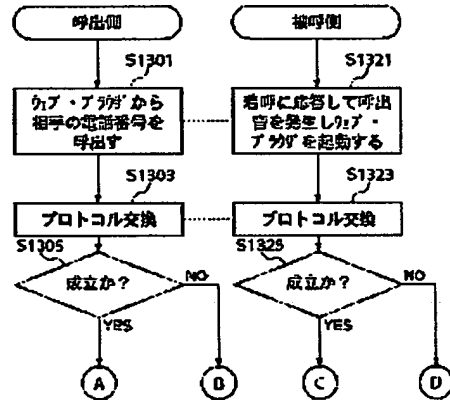 呼出側
被呼側
S1301
S1321
ウェブ・ブラウザから
相手の電話番号を
呼出す
着呼に応答して呼出
音を発生しウェブ・
ブラウザを起動する
S1303
S1323
プロトコル交換
プロトコル交換
S1305
S1325
成立か?
NO
成立か?
NO
YES
YES
A
B
C
D